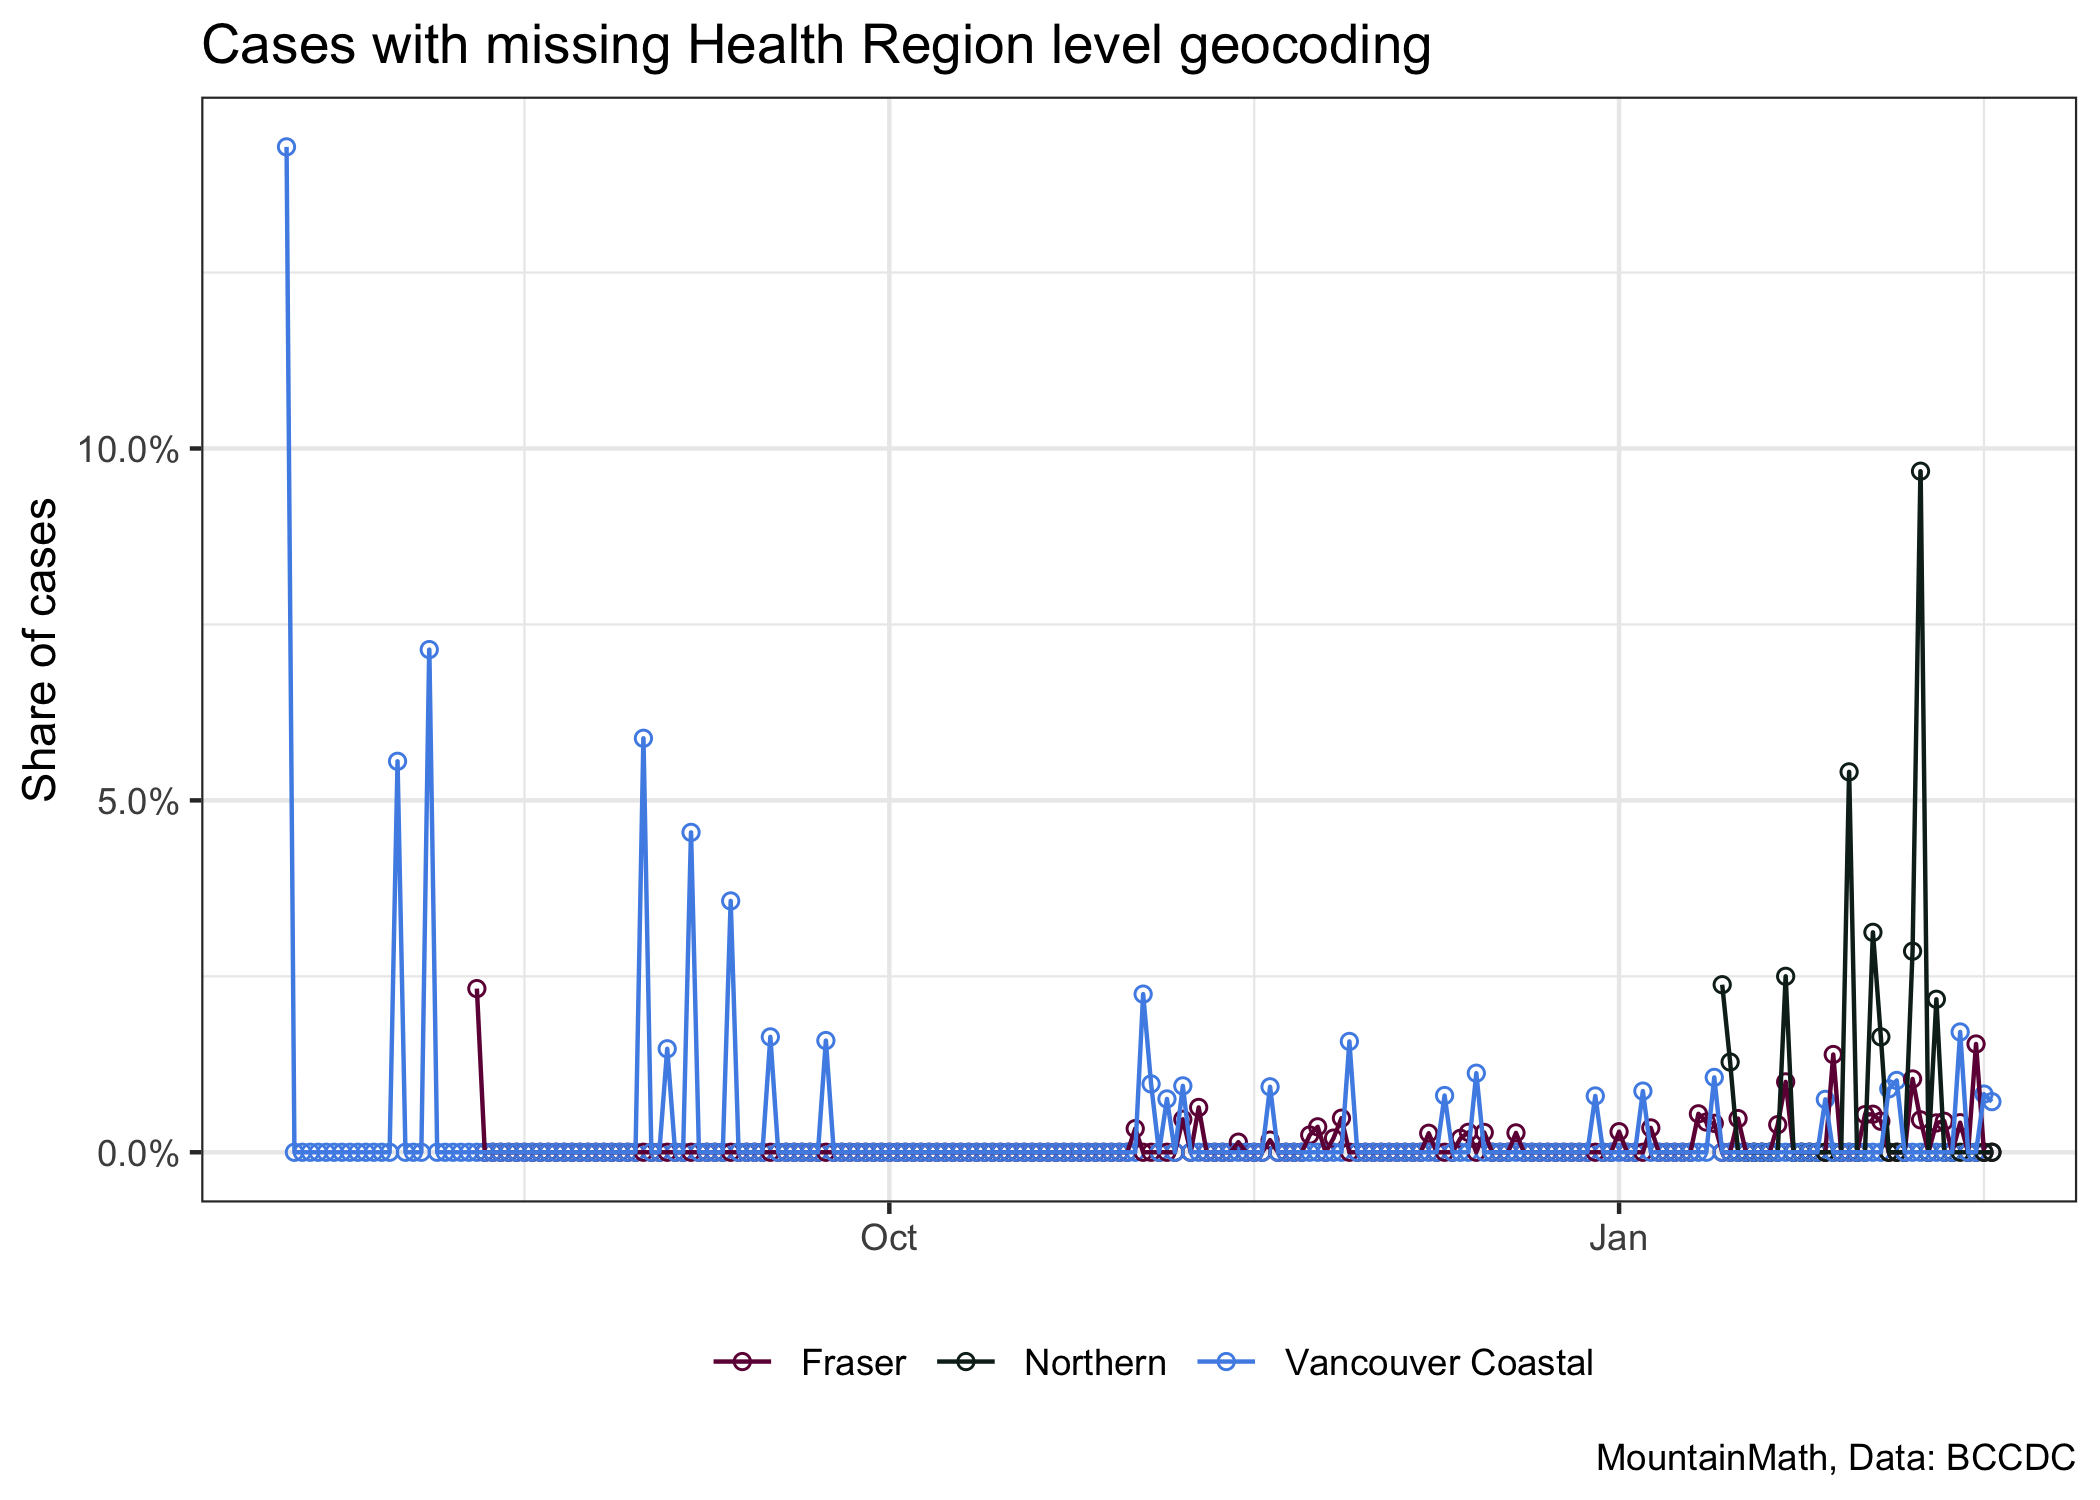 Cases with missing Health Region level geocoding
Share of cases
10.0%
5.0%
0.0%
Oct
Jan
Fraser
Northern
Vancouver Coastal
MountainMath, Data: BCCDC